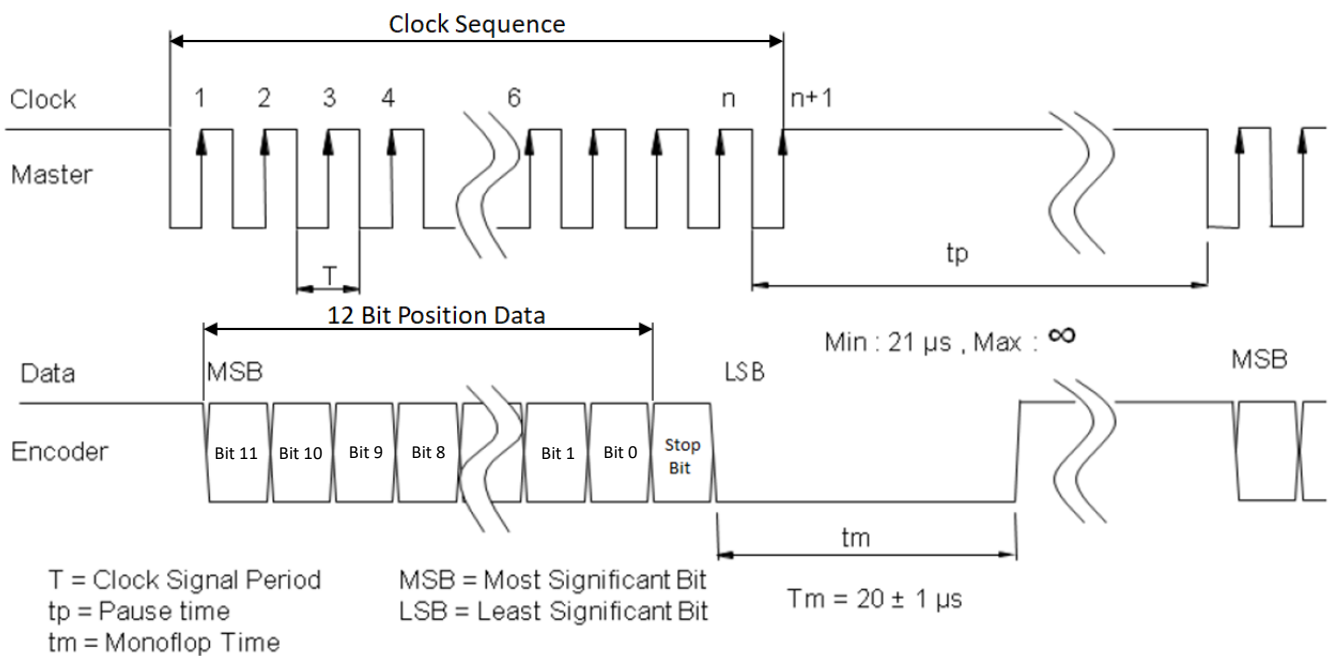 Clock Sequence
Clock 1 2 3 4 6 n n+1
Master
T
tp
12 Bit Position Data
Min : 21 µs , Max : ∞
Data MSB LSB MSB
Encoder Bit 11 Bit 10 Bit 9 Bit 8 Bit 1 Bit 0 Stop Bit
tm
T = Clock Signal Period
tp = Pause time
tm = Monoflop Time
MSB = Most Significant Bit
LSB = Least Significant Bit
Tm = 20 ± 1 µs